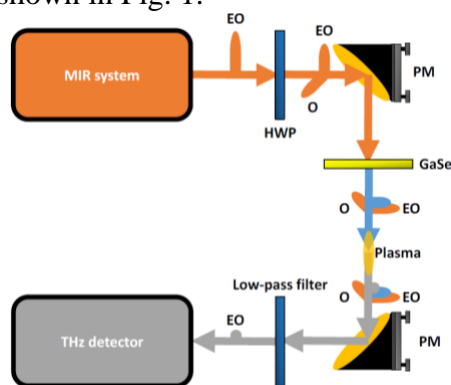 shown in Fig. 1.
EO
EO
MIR system
PM
O
HWP
GaSe
O
EO
Plasma
Low-pass filter
O
EO
EO
THz detector
PM